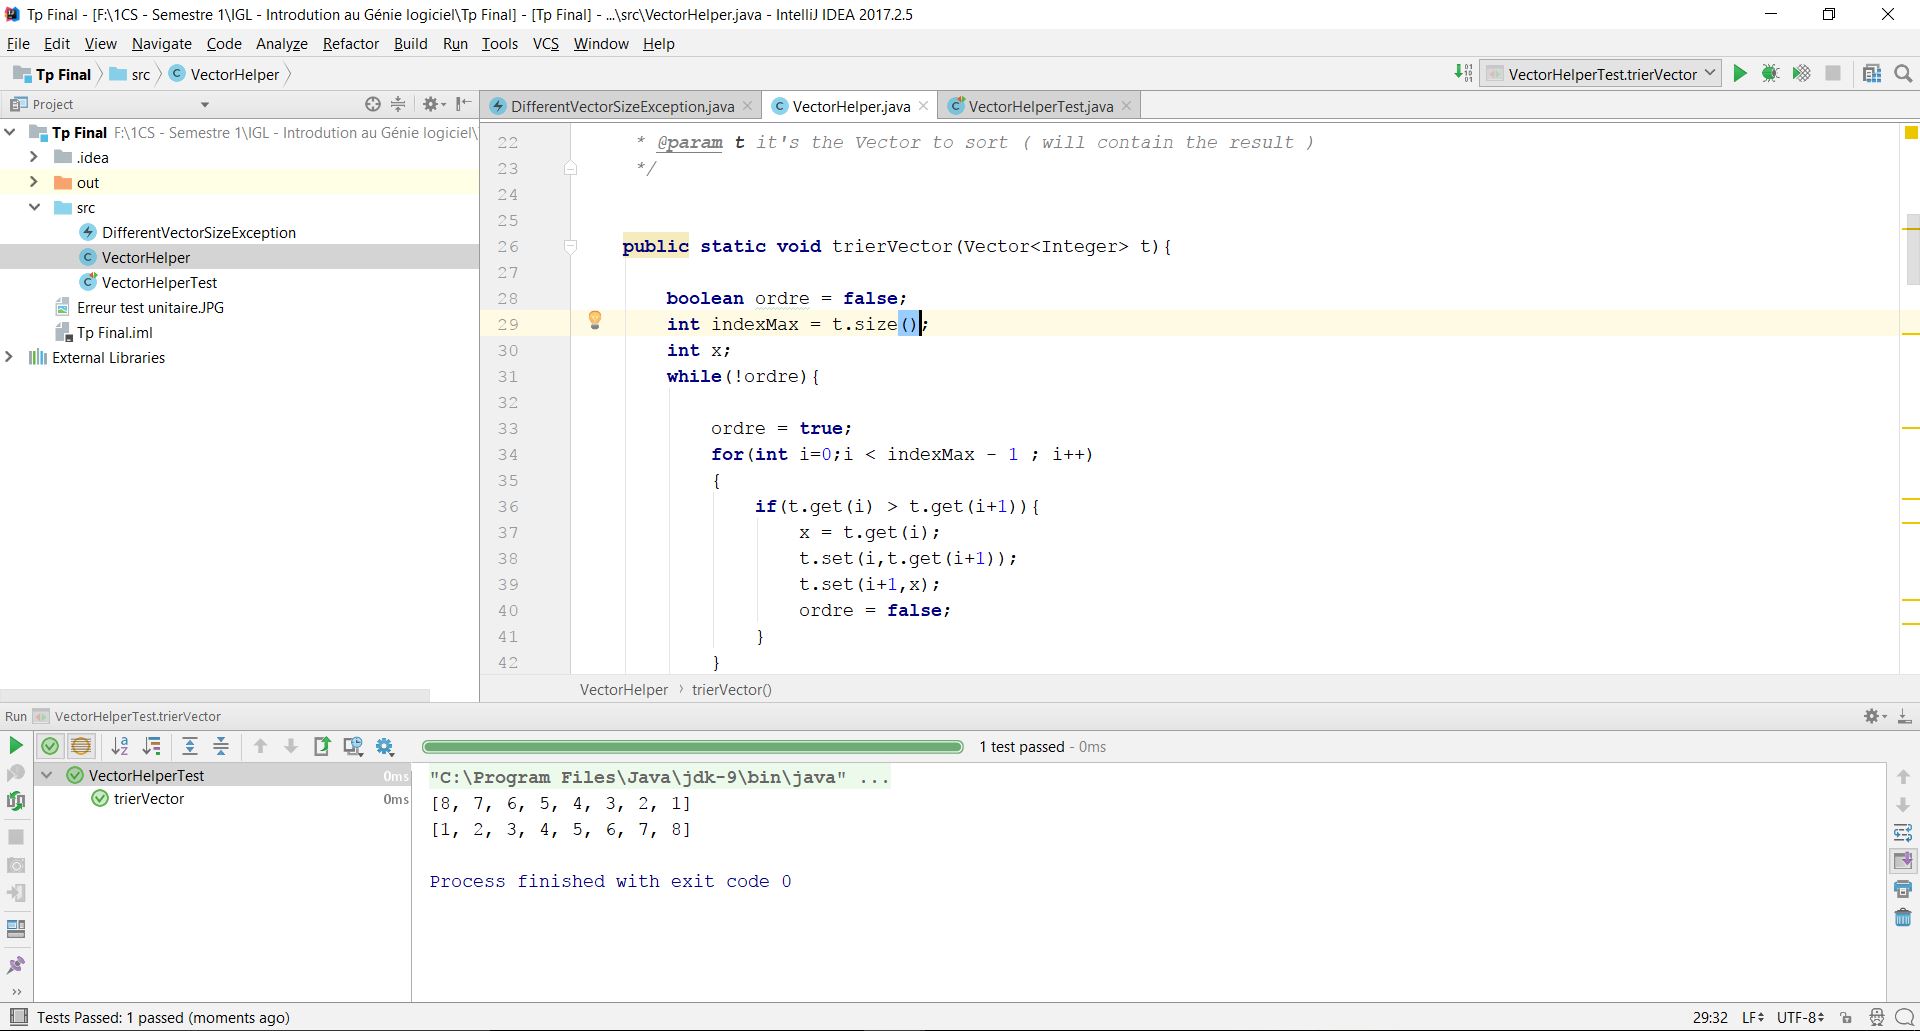 Tp Final - [F:\1CS - Semestre 1\IGL - Introdution au Génie logiciel\Tp Final] - [Tp Final] - ...\src\VectorHelper.java - IntelliJ IDEA 2017.2.5
File Edit View Navigate Code Analyze Refactor Build Run Tools VCS Window Help
Tp Final src VectorHelper
VectorHelperTest.trierVector
Project
DifferentVectorSizeException.java VectorHelper.java VectorHelperTest.java
Tp Final F:\1CS - Semestre 1\IGL - Introdution au Génie logiciel\
.idea
out
src
DifferentVectorSizeException
VectorHelper
VectorHelperTest
Erreur test unitaire.JPG
Tp Final.iml
External Libraries
22 * @param t it's the Vector to sort ( will contain the result )
23 */
24
25
26 public static void trierVector(Vector<Integer> t){
27
28 boolean ordre = false;
29 int indexMax = t.size();
30 int x;
31 while(!ordre){
32
33 ordre = true;
34 for(int i=0;i < indexMax - 1 ; i++)
35 {
36 if(t.get(i) > t.get(i+1)){
37 x = t.get(i);
38 t.set(i,t.get(i+1));
39 t.set(i+1,x);
40 ordre = false;
41 }
42 }
VectorHelper › trierVector()
Run VectorHelperTest.trierVector
1 test passed - 0ms
VectorHelperTest 0ms
trierVector 0ms
"C:\Program Files\Java\jdk-9\bin\java" ...
[8, 7, 6, 5, 4, 3, 2, 1]
[1, 2, 3, 4, 5, 6, 7, 8]
Process finished with exit code 0
Tests Passed: 1 passed (moments ago)
29:32 LF UTF-8